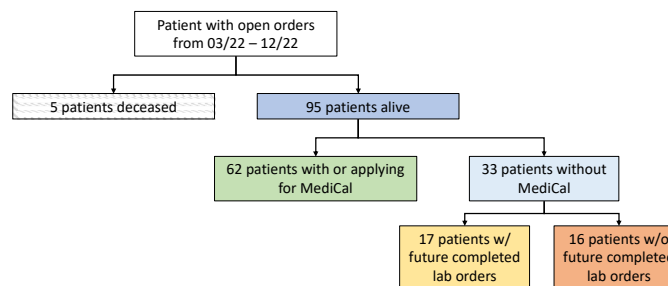 Patient with open orders
from 03/22 – 12/22
5 patients deceased
95 patients alive
62 patients with or applying
for MediCal
33 patients without
MediCal
17 patients w/
future completed
lab orders
16 patients w/o
future completed
lab orders